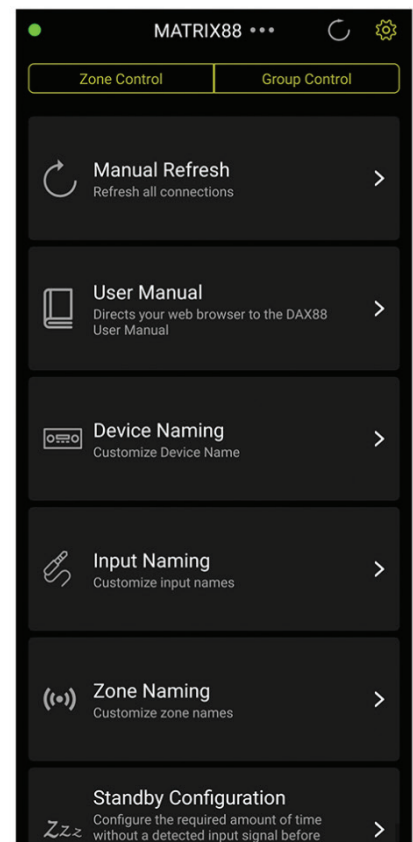 MATRIX88
Zone Control
Group Control
Manual Refresh
Refresh all connections
User Manual
Directs your web browser to the DAX88
User Manual
Device Naming
Customize Device Name
Input Naming
Customize input names
Zone Naming
Customize zone names
Standby Configuration
Configure the required amount of time
Zzz
without a detected input signal before